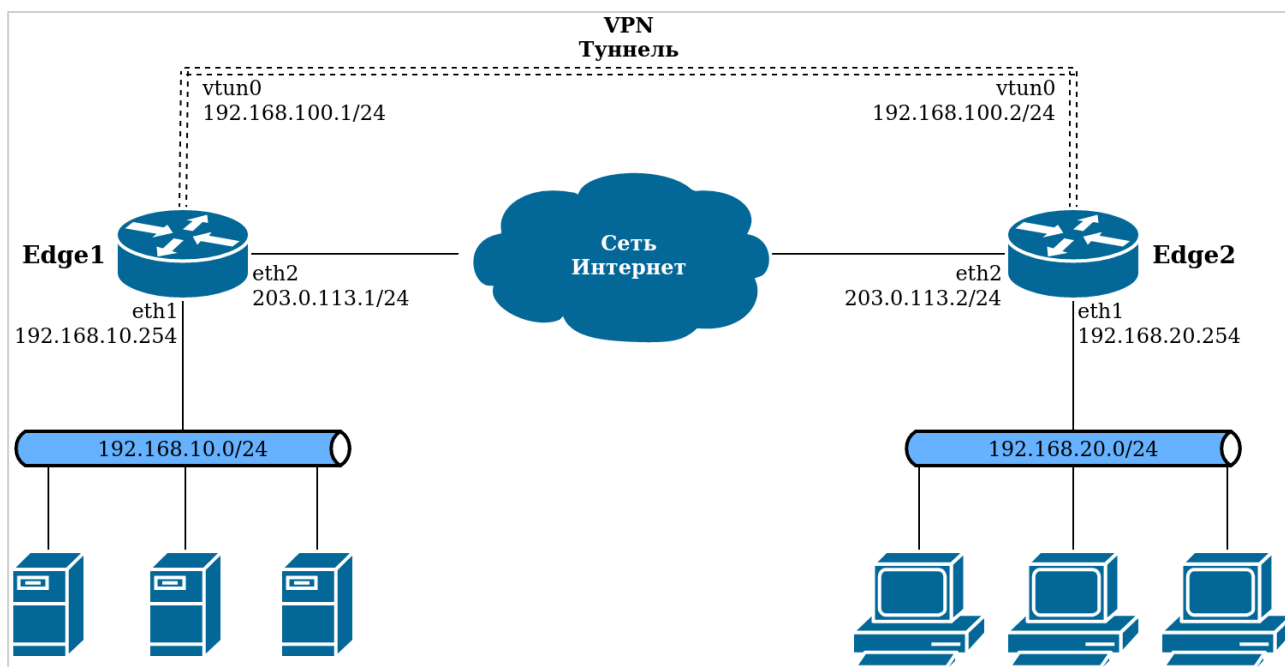 VPN
Туннель
vtun0
192.168.100.1/24
vtun0
192.168.100.2/24
Edge1
eth2
203.0.113.1/24
eth1
192.168.10.254
Сеть
Интернет
Edge2
eth2
203.0.113.2/24
eth1
192.168.20.254
192.168.10.0/24
192.168.20.0/24